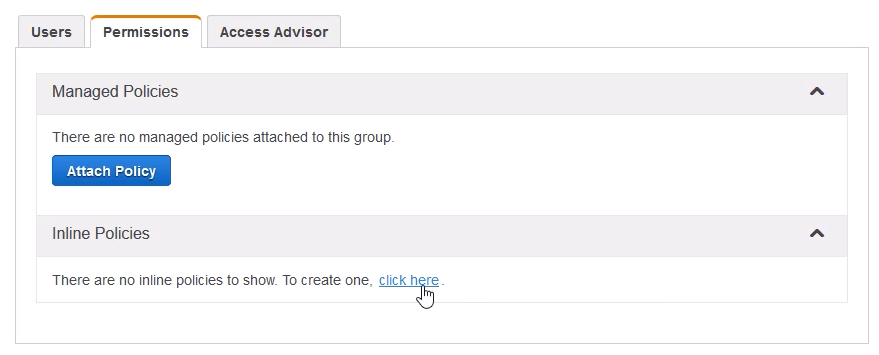 Users Permissions Access Advisor
Managed Policies
There are no managed policies attached to this group.
Attach Policy
Inline Policies
There are no inline policies to show. To create one, click here.